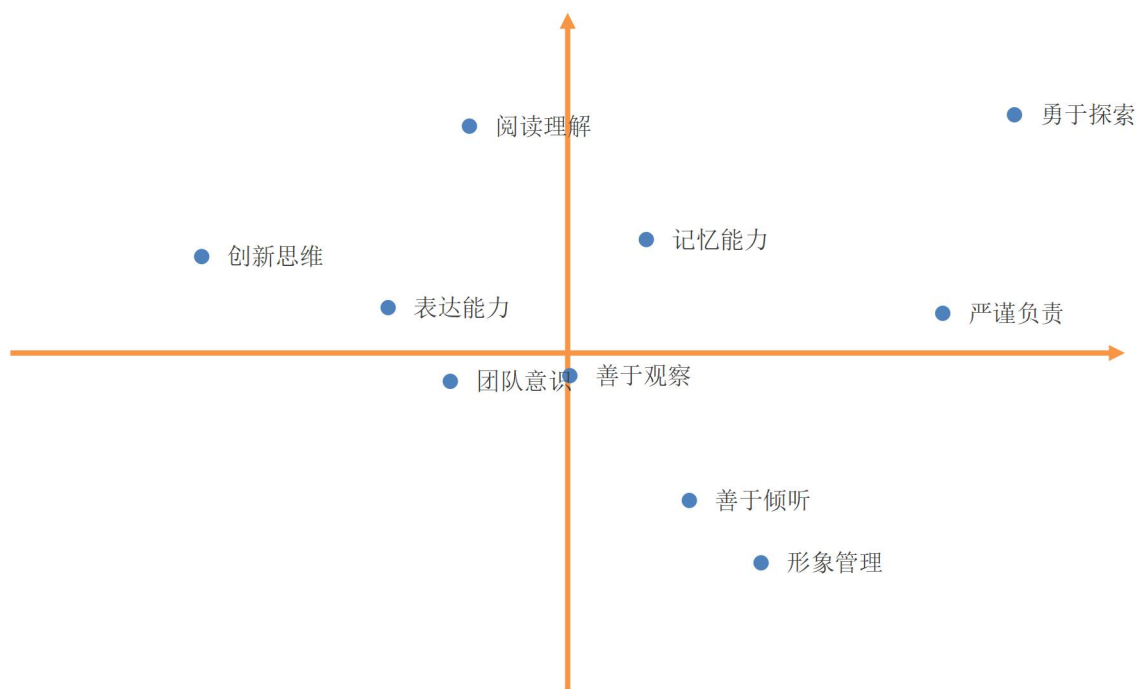 勇于探索
阅读理解
记忆能力
创新思维
表达能力
严谨负责
善于观察
团队意识
善于倾听
形象管理